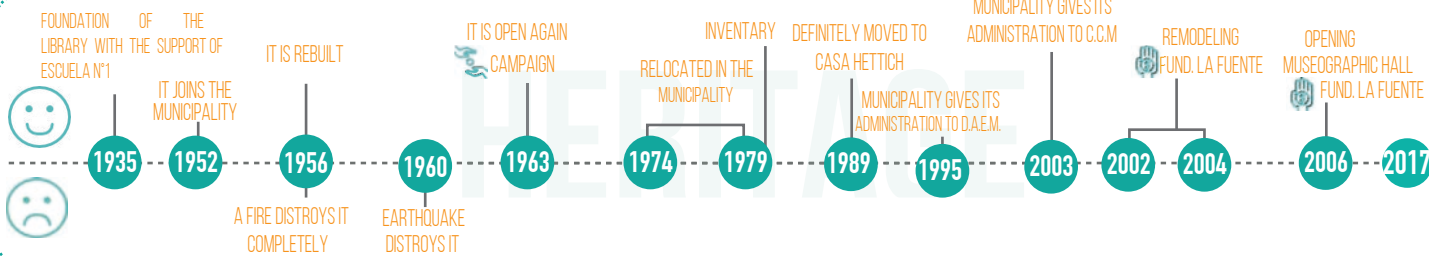 FOUNDATION OF THE
LIBRARY WITH THE SUPPORT OF
ESCUELA N°1
IT JOINS THE
MUNICIPALITY
IT IS REBUILT
IT IS OPEN AGAIN
CAMPAIGN
RELOCATED IN THE
MUNICIPALITY
INVENTARY
DEFINITELY MOVED TO
CASA HETTICH
MUNICIPALITY GIVES ITS
ADMINISTRATION TO D.A.E.M.
MUNICIPALITY GIVES ITS
ADMINISTRATION TO C.C.M
REMODELING
FUND. LA FUENTE
OPENING
MUSEOGRAPHIC HALL
FUND. LA FUENTE
HERITAGE
1935 1952 1956 1960 1963 1974 1979 1989 1995 2003 2002 2004 2006 2017
A FIRE DISTROYS IT
COMPLETELY
EARTHQUAKE
DISTROYS IT